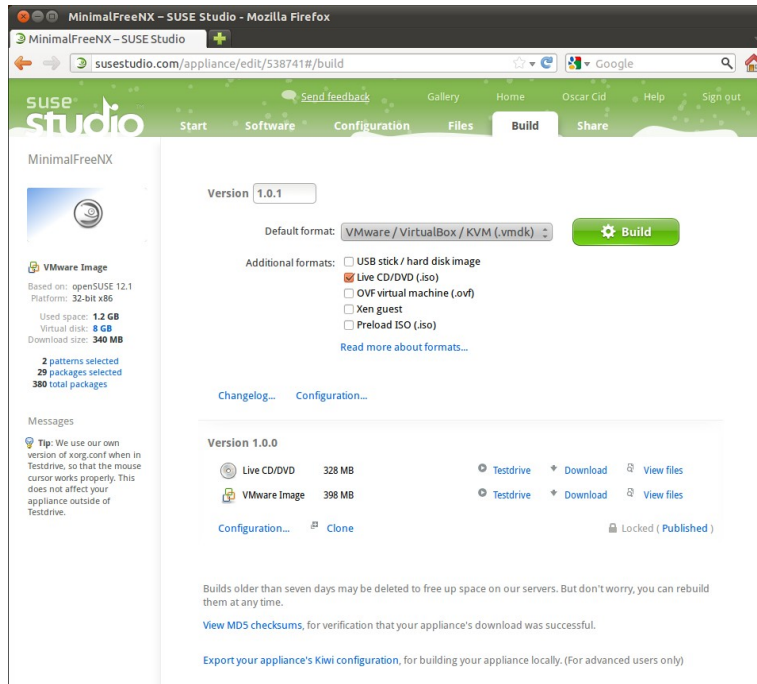 MinimalFreeNX – SUSE Studio - Mozilla Firefox
MinimalFreeNX – SUSE Studio
susestudio.com/appliance/edit/538741#/build
Google
suse studio
Send feedback
Gallery
Home
Oscar Cid
Help
Sign out
Start
Software
Configuration
Files
Build
Share
MinimalFreeNX
VMware Image
Based on: openSUSE 12.1
Platform: 32-bit x86
Used space: 1.2 GB
Virtual disk: 8 GB
Download size: 340 MB
2 patterns selected
29 packages selected
380 total packages
Messages
Tip: We use our own
version of xorg.conf when in
Testdrive, so that the mouse
cursor works properly. This
does not affect your
appliance outside of
Testdrive.
Version 1.0.1
Default format: VMware / VirtualBox / KVM (.vmdk)
Build
Additional formats: USB stick / hard disk image
Live CD/DVD (.iso)
OVF virtual machine (.ovf)
Xen guest
Preload ISO (.iso)
Read more about formats...
Changelog... Configuration...
Version 1.0.0
Live CD/DVD 328 MB Testdrive Download View files
VMware Image 398 MB Testdrive Download View files
Configuration... Clone Locked ( Published )
Builds older than seven days may be deleted to free up space on our servers. But don't worry, you can rebuild
them at any time.
View MD5 checksums, for verification that your appliance's download was successful.
Export your appliance's Kiwi configuration, for building your appliance locally. (For advanced users only)